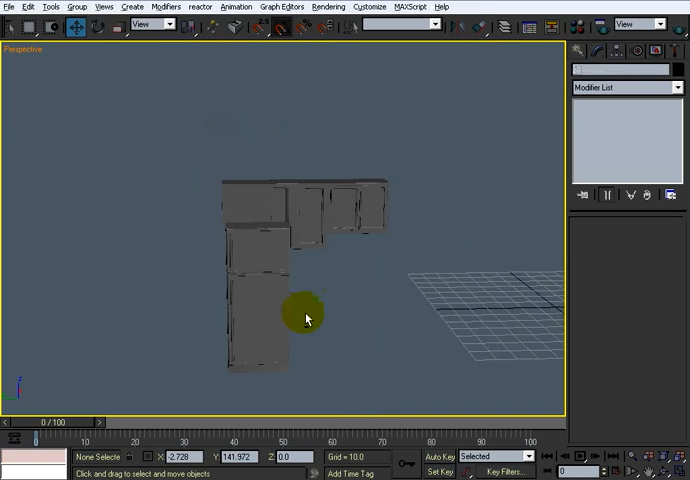 File Edit Tools Group Views Create Modifiers reactor Animation Graph Editors Rendering Customize MAXScript Help
View 2.5 View
Perspective
Modifier List
z
0 / 100
0 10 20 30 40 50 60 70 80 90 100
None Selecte X: -2.728 Y: 141.972 Z: 0.0 Grid = 10.0 Auto Key Selected
Click and drag to select and move objects Add Time Tag Set Key Key Filters... 0